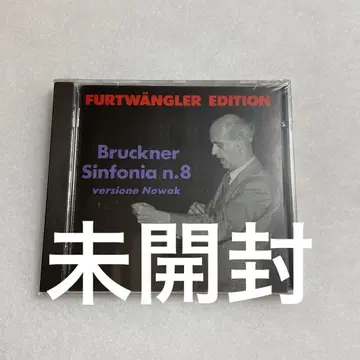 FURTWÄNGLER EDITION
Bruckner
Sinfonia n.8
versione Nowak
未開封